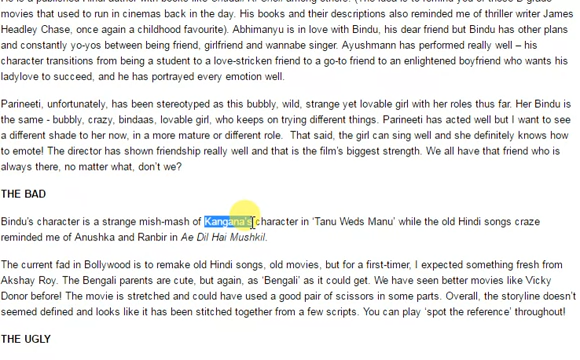 movies that used to run in cinemas back in the day. His books and their descriptions also reminded me of thriller writer James
Headley Chase, once again a childhood favourite). Abhimanyu is in love with Bindu, his dear friend but Bindu has other plans
and constantly yo-yos between being friend, girlfriend and wannabe singer. Ayushmann has performed really well – his
character transitions from being a student to a love-stricken friend to a go-to friend to an enlightened boyfriend who wants his
ladylove to succeed, and he has portrayed every emotion well.
Parineeti, unfortunately, has been stereotyped as this bubbly, wild, strange yet lovable girl with her roles thus far. Her Bindu is
the same - bubbly, crazy, bindaas, lovable girl, who keeps on trying different things. Parineeti has acted well but I want to see
a different shade to her now, in a more mature or different role. That said, the girl can sing well and she definitely knows how
to emote! The director has shown friendship really well and that is the film's biggest strength. We all have that friend who is
always there, no matter what, don't we?
THE BAD
Bindu's character is a strange mish-mash of Kangana's character in 'Tanu Weds Manu' while the old Hindi songs craze
reminded me of Anushka and Ranbir in Ae Dil Hai Mushkil.
The current fad in Bollywood is to remake old Hindi songs, old movies, but for a first-timer, I expected something fresh from
Akshay Roy. The Bengali parents are cute, but again, as 'Bengali' as it could get. We have seen better movies like Vicky
Donor before! The movie is stretched and could have used a good pair of scissors in some parts. Overall, the storyline doesn't
seemed defined and looks like it has been stitched together from a few scripts. You can play 'spot the reference' throughout!
THE UGLY